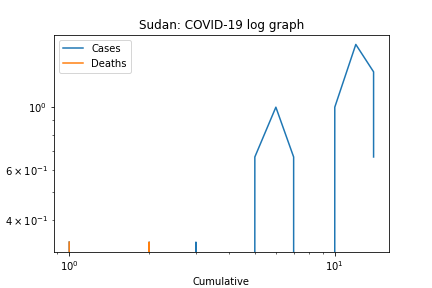 Sudan: COVID-19 log graph
Cases
Deaths
10⁰
6 × 10⁻¹
4 × 10⁻¹
10⁰ 10¹
Cumulative